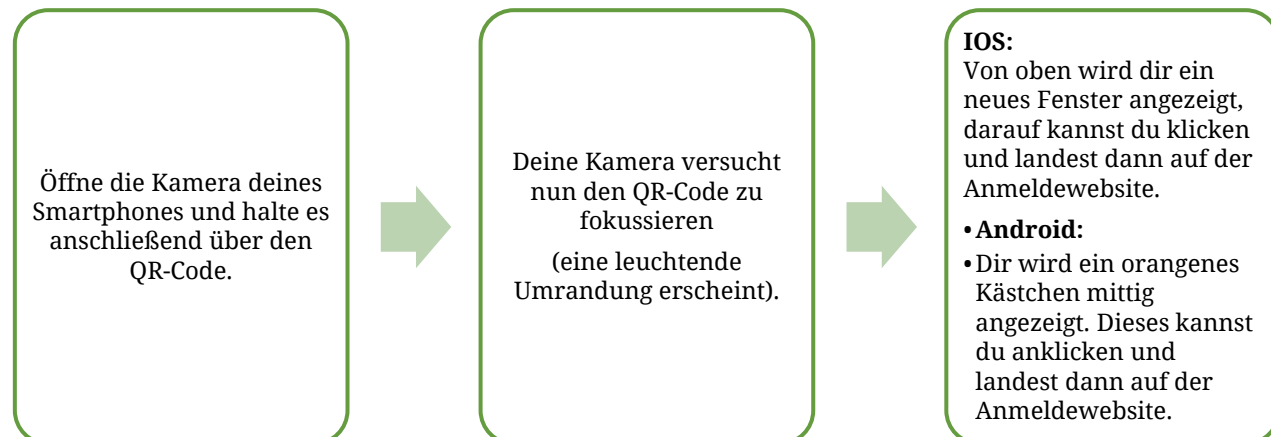 Öffne die Kamera deines
Smartphones und halte es
anschließend über den
QR-Code.
Deine Kamera versucht
nun den QR-Code zu
fokussieren
(eine leuchtende
Umrandung erscheint).
IOS:
Von oben wird dir ein
neues Fenster angezeigt,
darauf kannst du klicken
und landest dann auf der
Anmeldewebsite.
• Android:
• Dir wird ein orangenes
Kästchen mittig
angezeigt. Dieses kannst
du anklicken und
landest dann auf der
Anmeldewebsite.